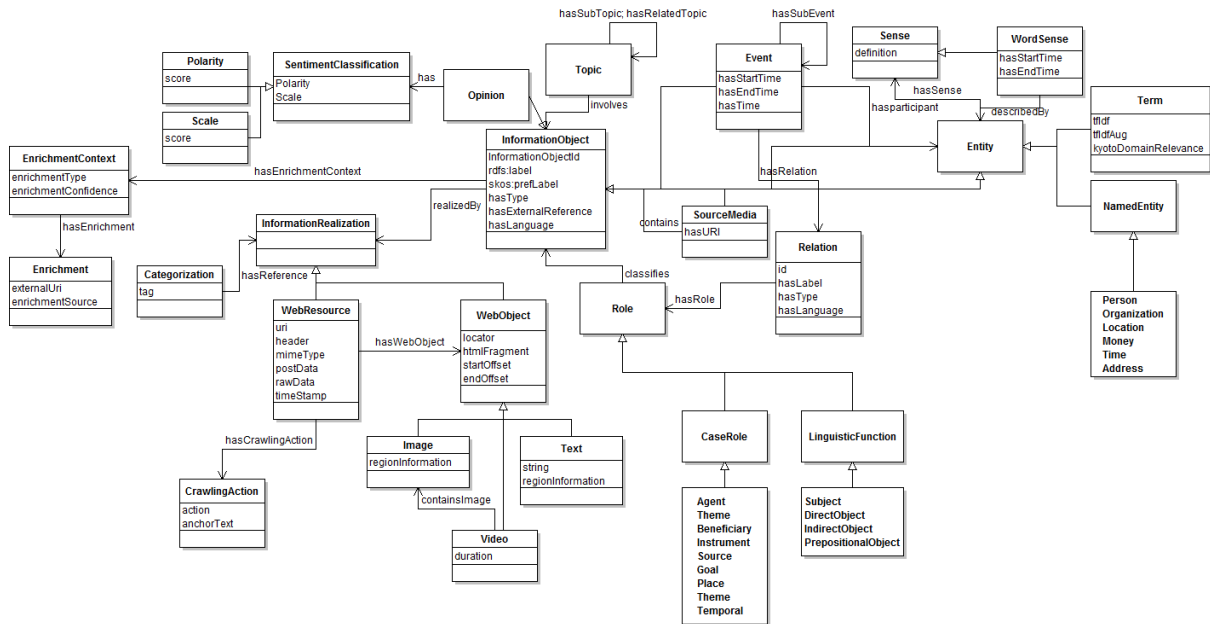 hasSubTopic; hasRelatedTopic
hasSubEvent
Polarity
score
SentimentClassification
Polarity
Scale
has
Opinion
Topic
involves
Event
hasStartTime
hasEndTime
hasTime
Sense
definition
WordSense
hasStartTime
hasEndTime
hasSense
hasparticipant
describedBy
Term
tfIdf
tfIdfAug
kyotoDomainRelevance
Scale
score
EnrichmentContext
enrichmentType
enrichmentConfidence
hasEnrichmentContext
InformationObject
InformationObjectId
rdfs:label
skos:prefLabel
hasType
hasExternalReference
hasLanguage
Entity
hasRelation
realizedBy
contains
SourceMedia
hasURI
NamedEntity
hasEnrichment
InformationRealization
Relation
id
hasLabel
hasType
hasLanguage
Enrichment
externalUri
enrichmentSource
Categorization
tag
hasReference
classifies
Role
hasRole
Person
Organization
Location
Money
Time
Address
WebResource
uri
header
mimeType
postData
rawData
timeStamp
hasWebObject
WebObject
locator
htmlFragment
startOffset
endOffset
hasCrawlingAction
Image
regionInformation
Text
string
regionInformation
CaseRole
LinguisticFunction
CrawlingAction
action
anchorText
containsImage
Video
duration
Agent
Theme
Beneficiary
Instrument
Source
Goal
Place
Theme
Temporal
Subject
DirectObject
IndirectObject
PrepositionalObject